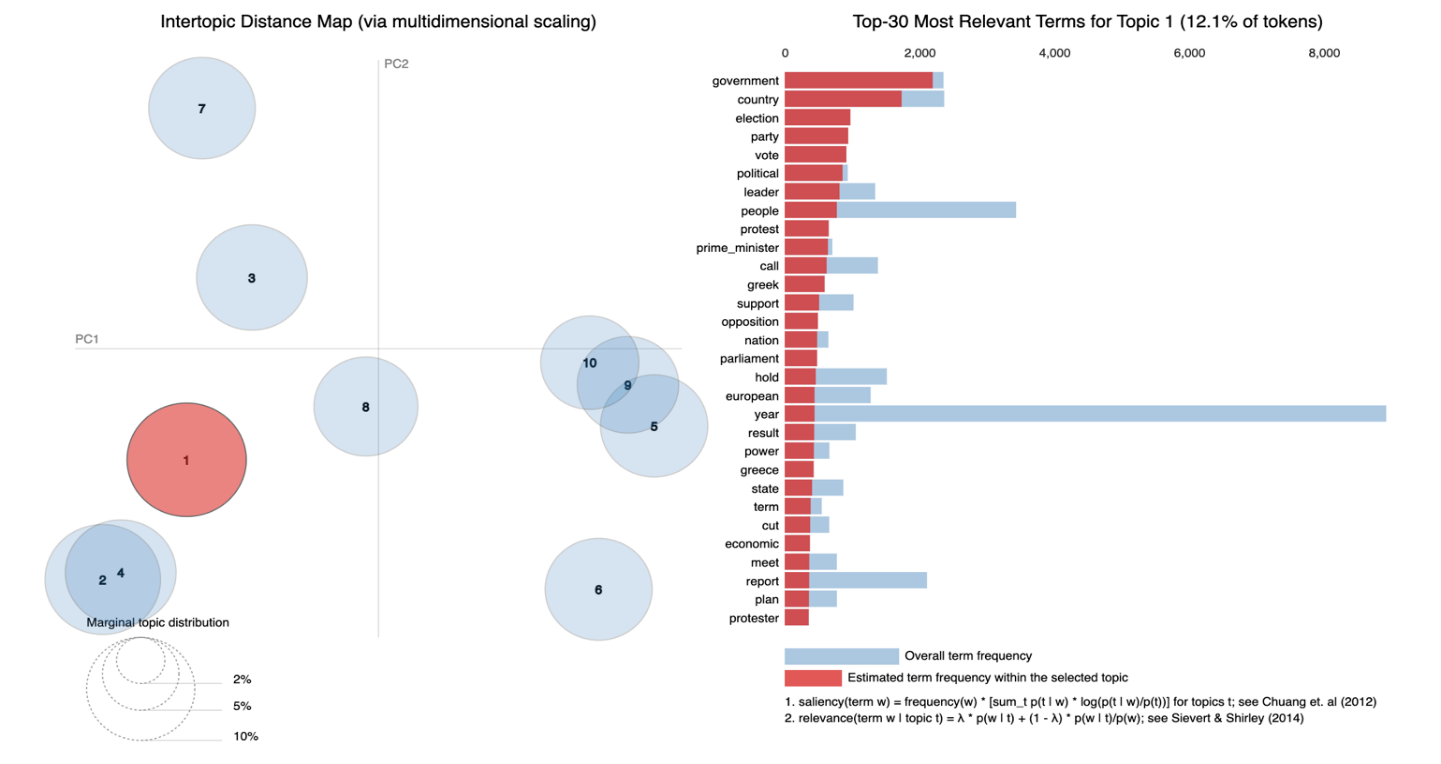 Intertopic Distance Map (via multidimensional scaling)
PC2
PC1
7
3
10
9
8
5
1
4
2
6
Marginal topic distribution
2%
5%
10%
Top-30 Most Relevant Terms for Topic 1 (12.1% of tokens)
0 2,000 4,000 6,000 8,000
government
country
election
party
vote
political
leader
people
protest
prime_minister
call
greek
support
opposition
nation
parliament
hold
european
year
result
power
greece
state
term
cut
economic
meet
report
plan
protester
Overall term frequency
Estimated term frequency within the selected topic
1. saliency(term w) = frequency(w) * [sum_t p(t | w) * log(p(t | w)/p(t))] for topics t; see Chuang et. al (2012)
2. relevance(term w | topic t) = λ * p(w | t) + (1 - λ) * p(w | t)/p(w); see Sievert & Shirley (2014)